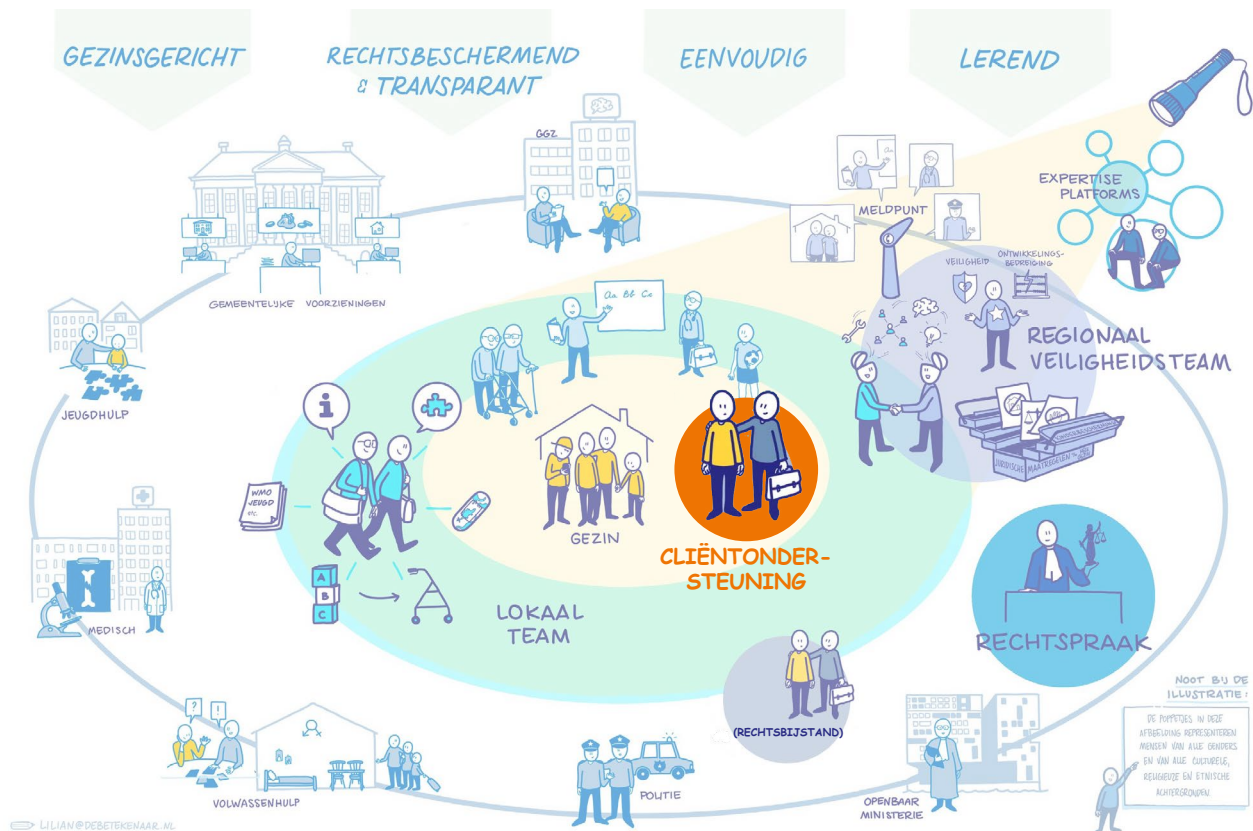 GEZINSGERICHT
RECHTSBESCHERMEND
& TRANSPARANT
EENVOUDIG
LEREND
GGZ
Aa
MELDPUNT
EXPERTISE
PLATFORMS
GEMEENTELIJKE VOORZIENINGEN
VEILIGHEID
ONTWIKKELINGS-
BEDREIGING
Aa Bb Cc
REGIONAAL
VEILIGHEIDSTEAM
JEUGDHULP
i
WMO
JEUGD
etc.
GEZIN
JURIDISCHE MAATREGELEN
CLIËNTONDER-
STEUNING
A
B
C
LOKAAL
TEAM
MEDISCH
RECHTSPRAAK
NOOT BIJ DE
ILLUSTRATIE:
DE POPPETJES IN DEZE
AFBEELDING REPRESENTEREN
MENSEN VAN ALLE GENDERS
EN VAN ALLE CULTURELE,
RELIGIEUZE EN ETNISCHE
ACHTERGRONDEN.
? !
(RECHTSBIJSTAND)
VOLWASSENHULP
POLITIE
OPENBAAR
MINISTERIE
LILIAN@DEBETEKENAAR.NL